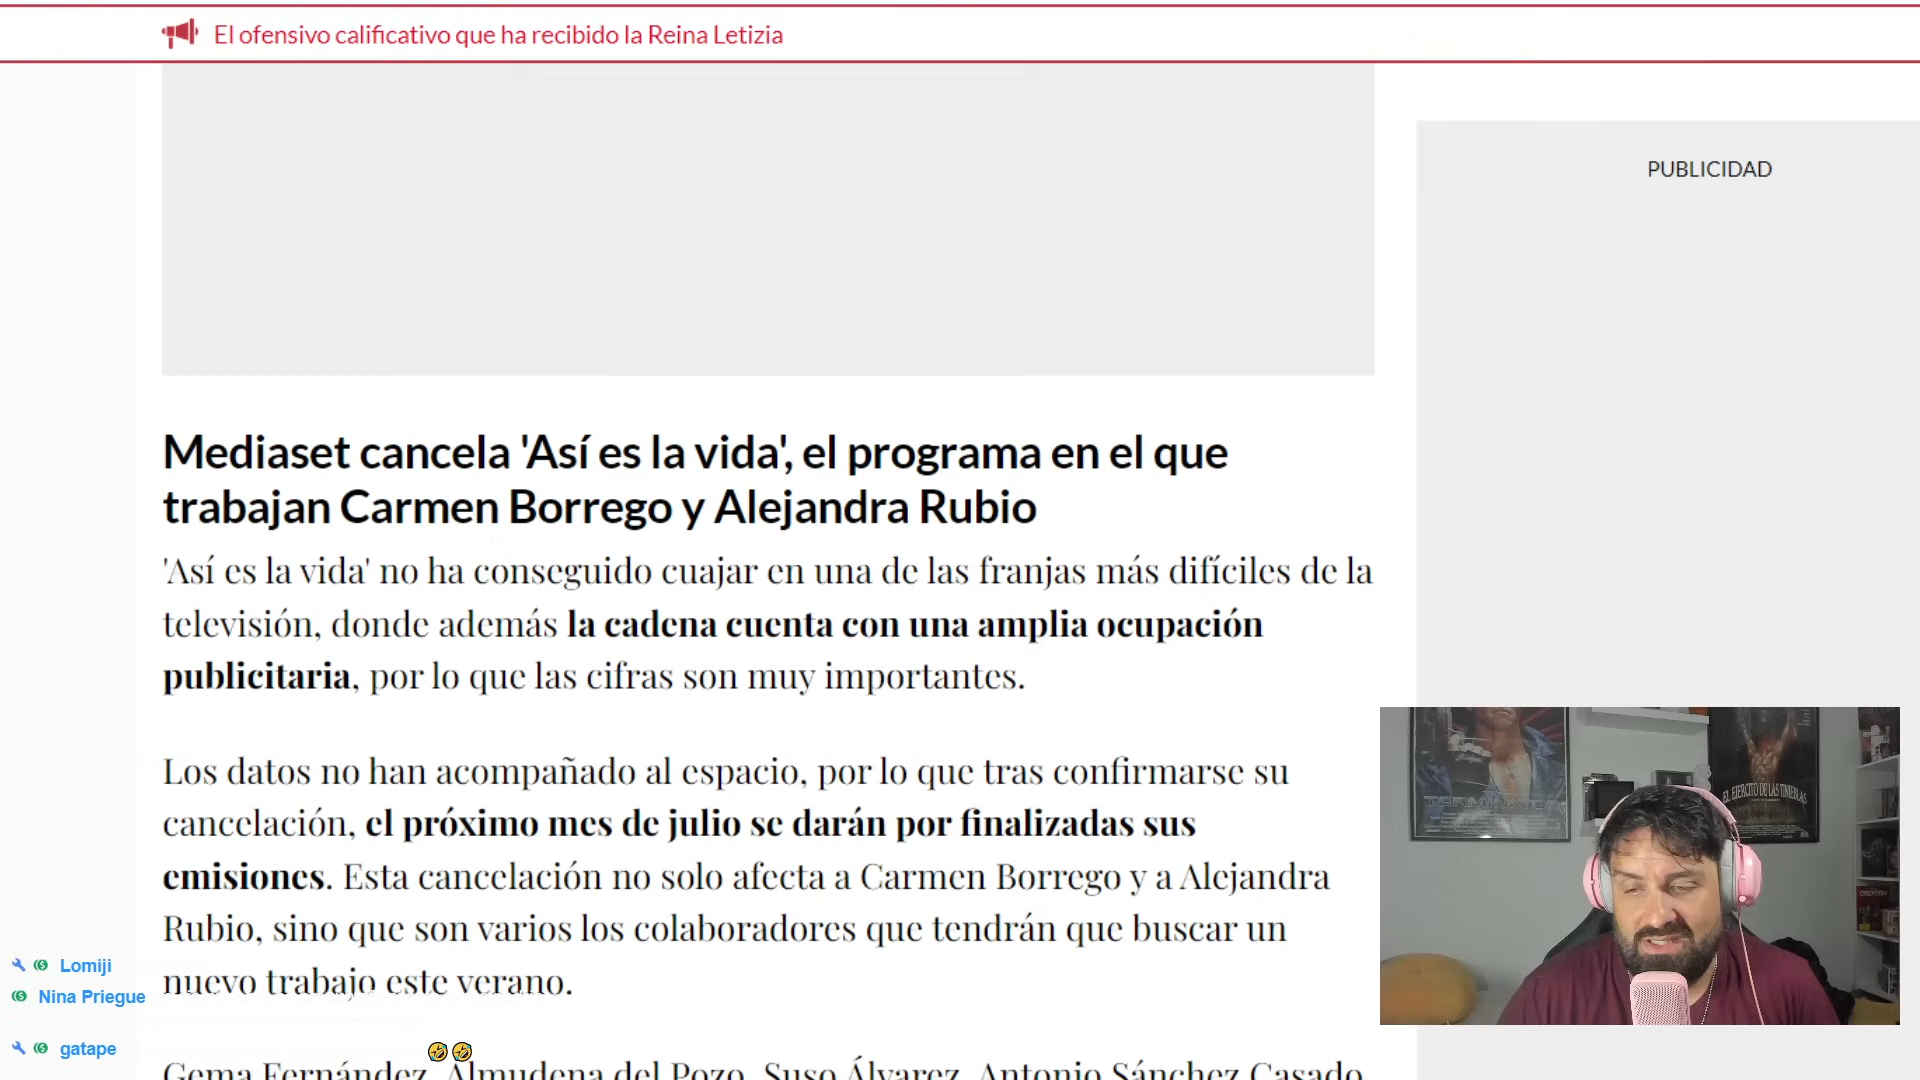 El ofensivo calificativo que ha recibido la Reina Letizia
PUBLICIDAD
Mediaset cancela 'Así es la vida', el programa en el que
trabajan Carmen Borrego y Alejandra Rubio
'Así es la vida' no ha conseguido cuajar en una de las franjas más difíciles de la
televisión, donde además la cadena cuenta con una amplia ocupación
publicitaria, por lo que las cifras son muy importantes.
Los datos no han acompañado al espacio, por lo que tras confirmarse su
cancelación, el próximo mes de julio se darán por finalizadas sus
emisiones. Esta cancelación no solo afecta a Carmen Borrego y a Alejandra
Rubio, sino que son varios los colaboradores que tendrán que buscar un
nuevo trabajo este verano.
Gema Fernández, Almudena del Pozo, Suso Álvarez, Antonio Sánchez Casado,
Lomiji
Nina Priegue
gatape
TERMINATOR
EL EJERCITO DE LAS TINIEBLAS